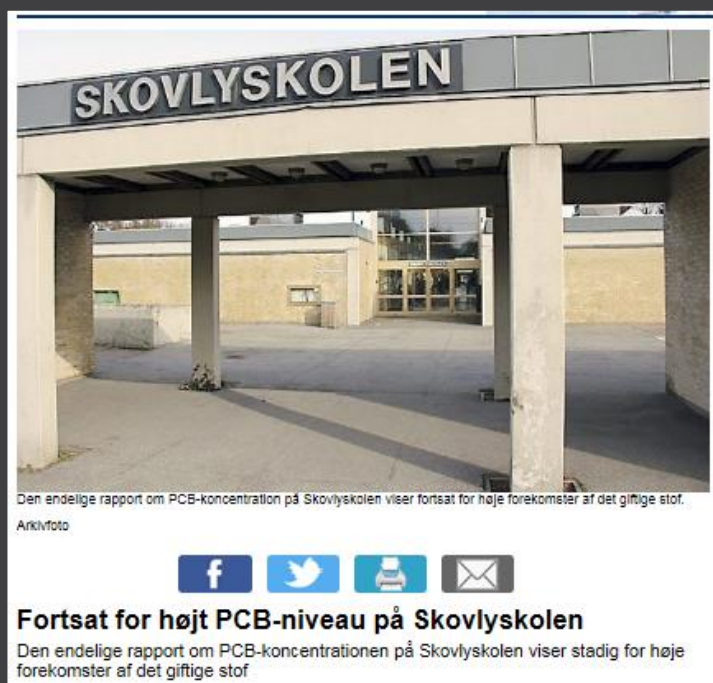 SKOVLYSKOLEN
Den endelige rapport om PCB-koncentration på Skovlyskolen viser fortsat for høje forekomster af det giftige stof.
Arkivfoto
f
Fortsat for højt PCB-niveau på Skovlyskolen
Den endelige rapport om PCB-koncentrationen på Skovlyskolen viser stadig for høje
forekomster af det giftige stof